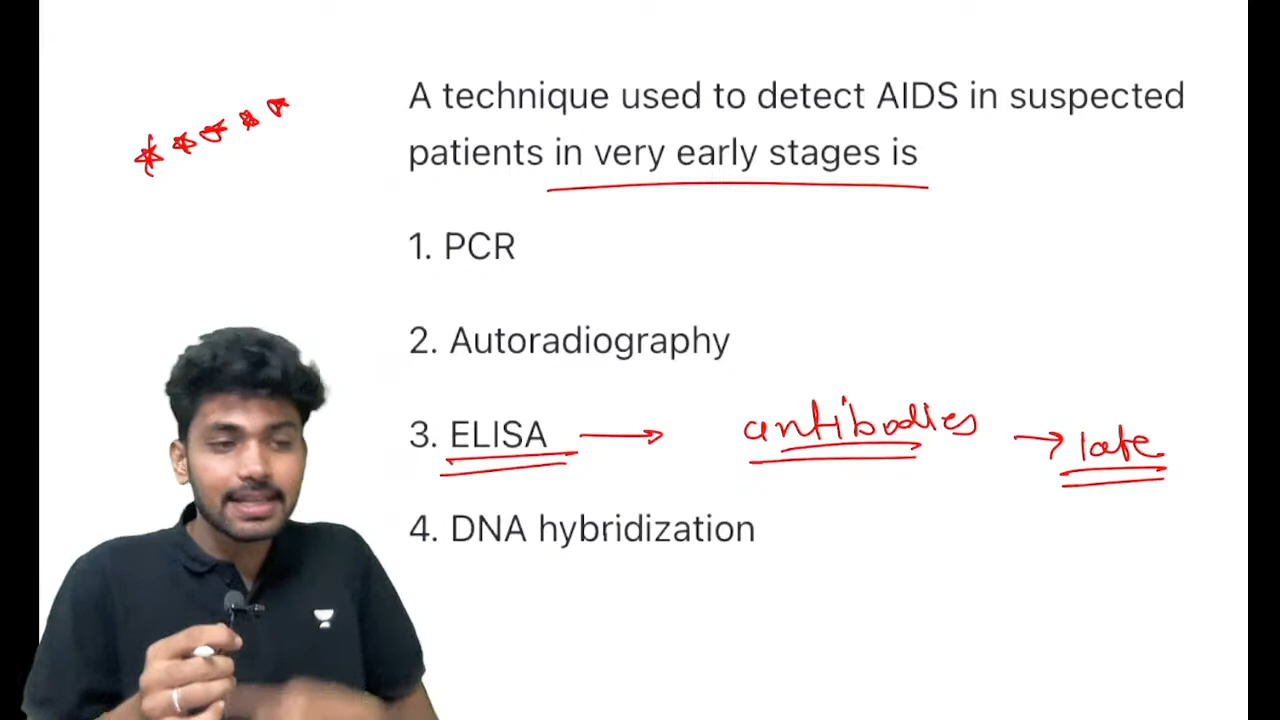 A technique used to detect AIDS in suspected
patients in very early stages is
1. PCR
2. Autoradiography
3. ELISA → antibodies → late
4. DNA hybridization